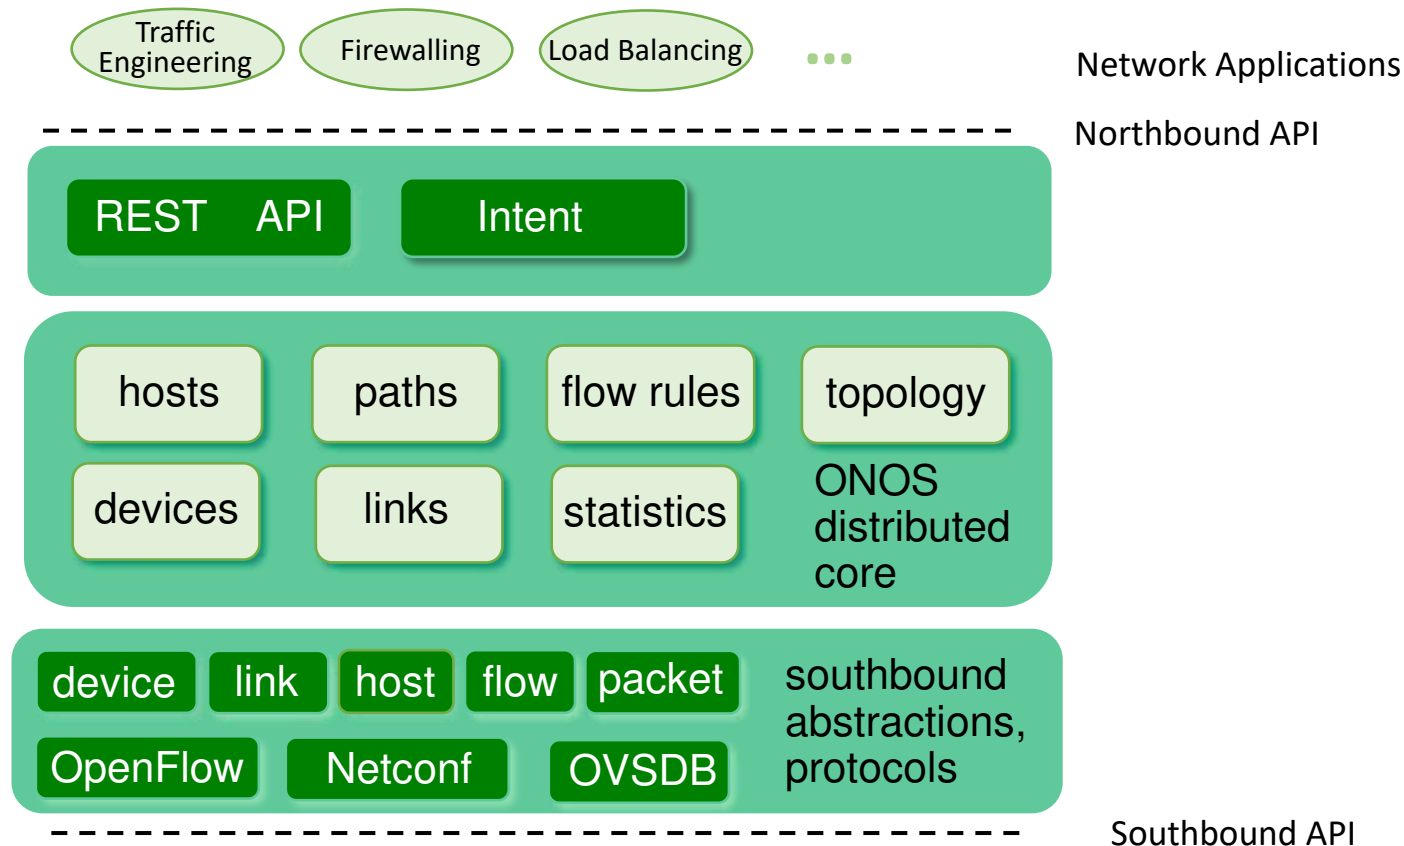 Traffic
Engineering
Firewalling
Load Balancing
...
Network Applications
Northbound API
REST API
Intent
hosts
paths
flow rules
topology
devices
links
statistics
ONOS
distributed
core
device
link
host
flow
packet
southbound
abstractions,
protocols
OpenFlow
Netconf
OVSDB
Southbound API